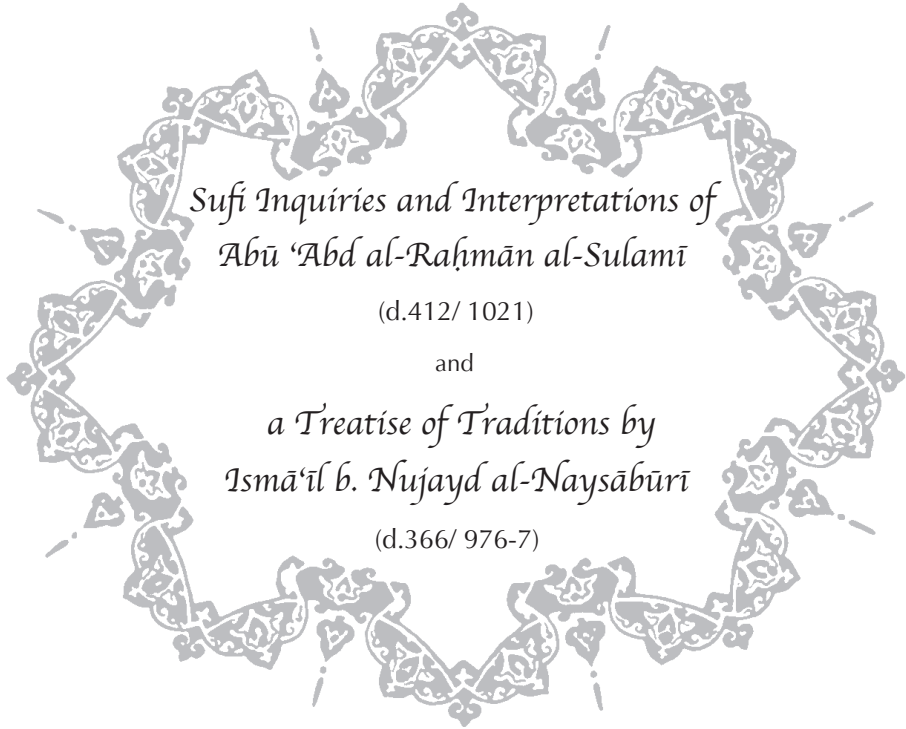 Sufi Inquiries and Interpretations of
Abū ʿAbd al-Raḥmān al-Sulamī
(d.412/ 1021)
and
a Treatise of Traditions by
Ismāʿīl b. Nujayd al-Naysābūrī
(d.366/ 976-7)